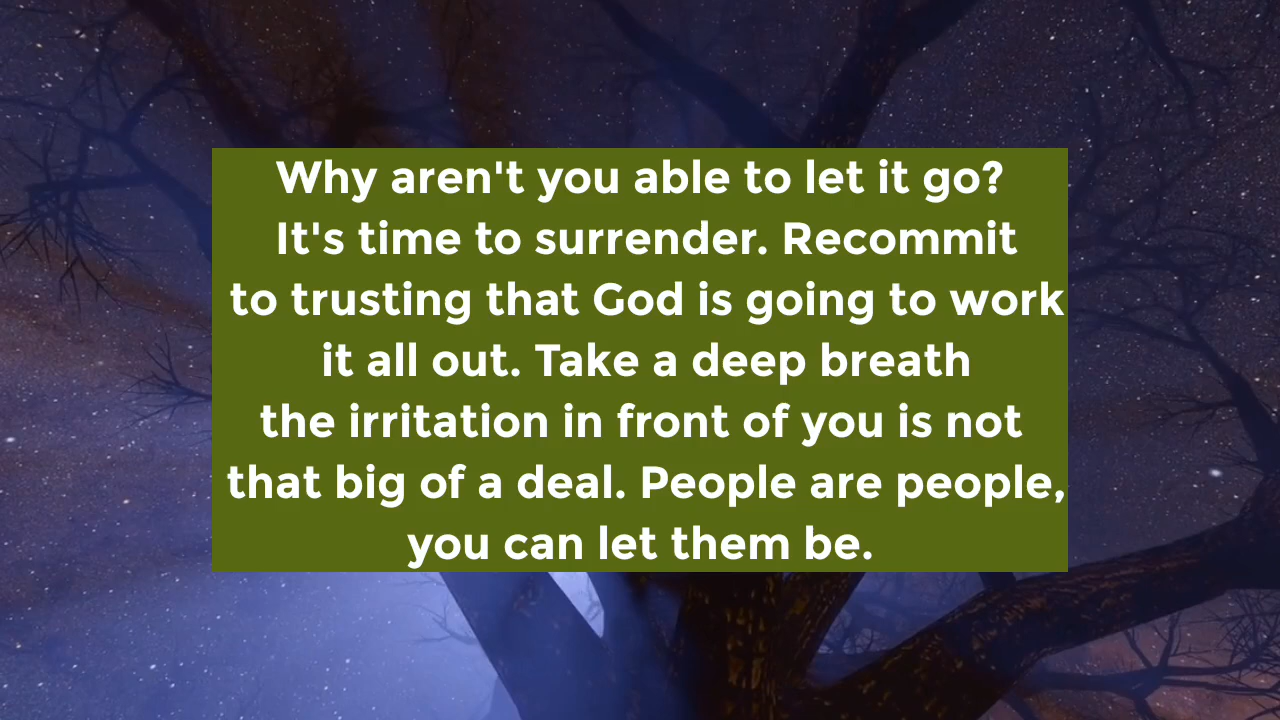 Why aren't you able to let it go?
It's time to surrender. Recommit
to trusting that God is going to work
it all out. Take a deep breath
the irritation in front of you is not
that big of a deal. People are people,
you can let them be.